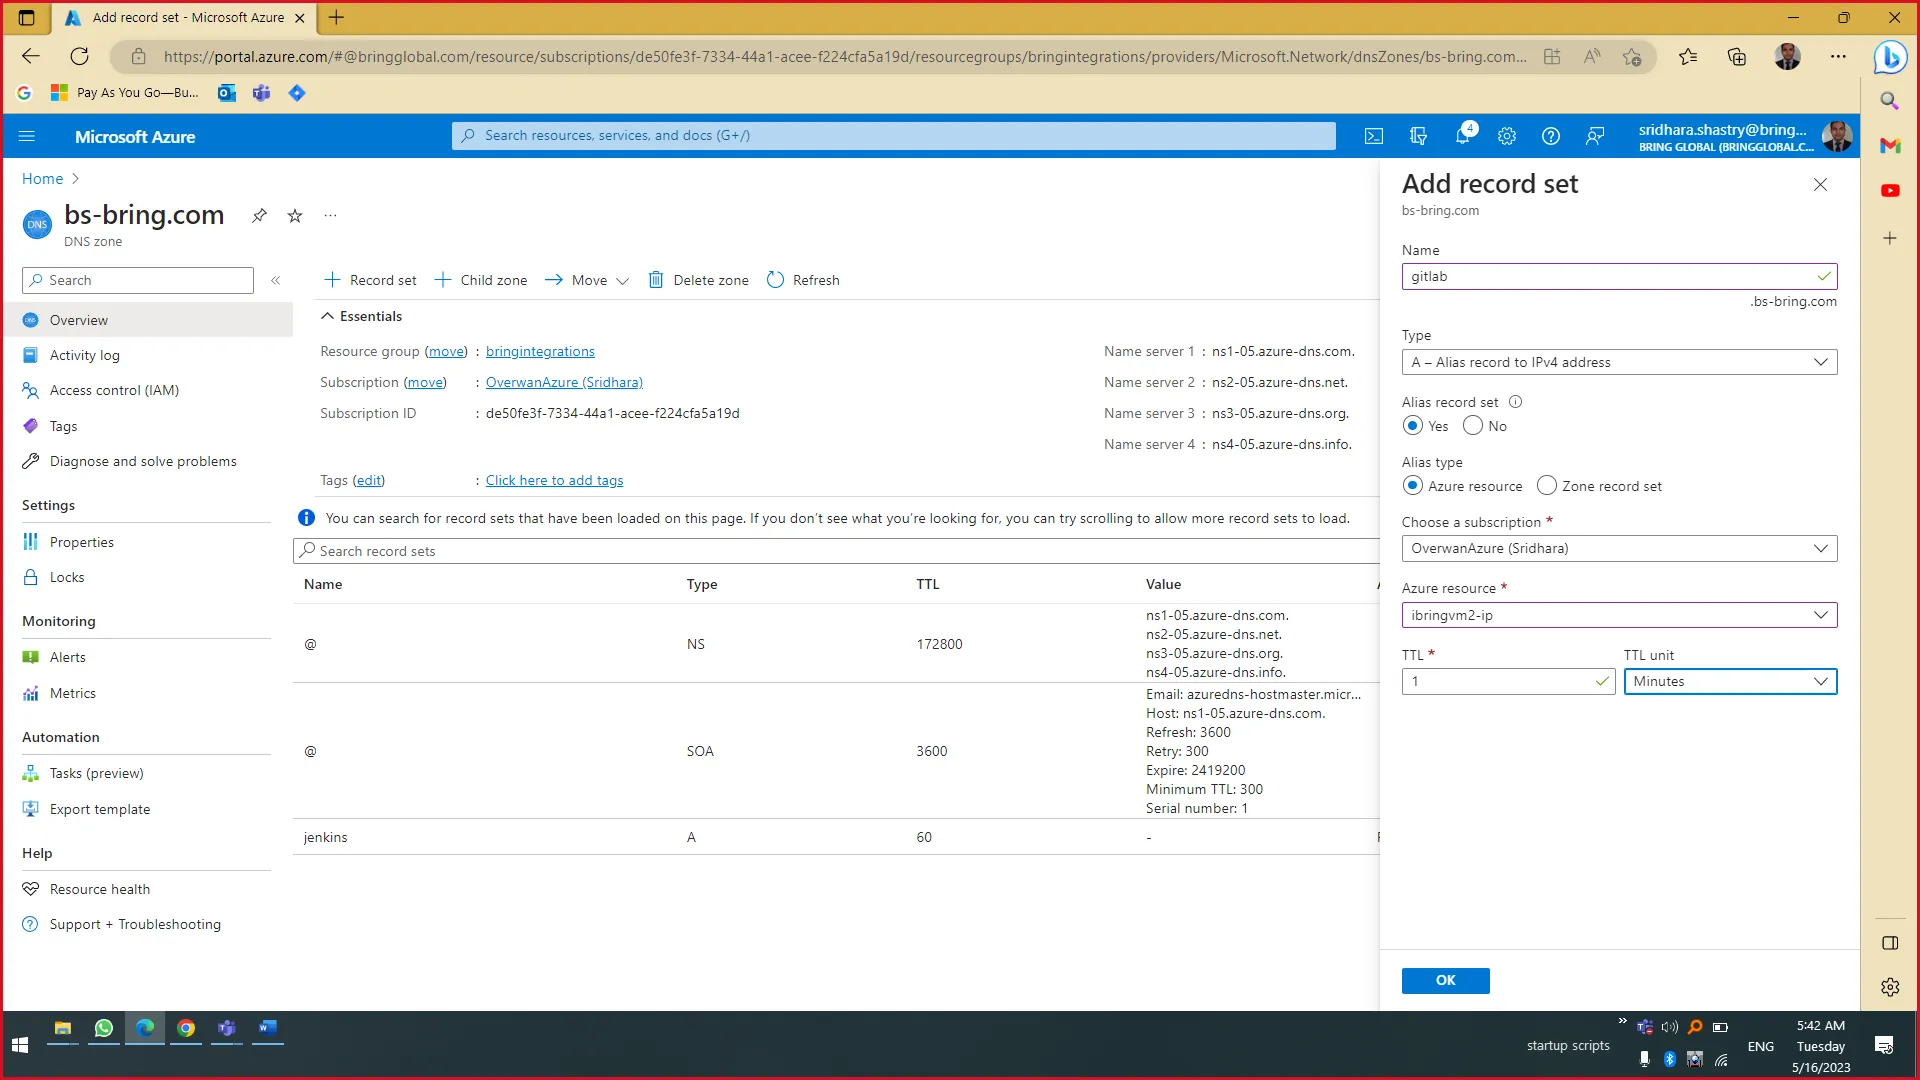 Add record set - Microsoft Azure
https://portal.azure.com/#@bringglobal.com/resource/subscriptions/de50fe3f-7334-44a1-acee-f224cfa5a19d/resourcegroups/bringintegrations/providers/Microsoft.Network/dnsZones/bs-bring.com...
Pay As You Go—Bu...
Microsoft Azure
Search resources, services, and docs (G+/)
4
sridhara.shastry@bring...
BRING GLOBAL (BRINGGLOBAL.C...
Home
bs-bring.com
DNS zone
Search
Overview
Activity log
Access control (IAM)
Tags
Diagnose and solve problems
Settings
Properties
Locks
Monitoring
Alerts
Metrics
Automation
Tasks (preview)
Export template
Help
Resource health
Support + Troubleshooting
Record set
Child zone
Move
Delete zone
Refresh
Essentials
Resource group (move) : bringintegrations
Subscription (move) : OverwanAzure (Sridhara)
Subscription ID : de50fe3f-7334-44a1-acee-f224cfa5a19d
Name server 1 : ns1-05.azure-dns.com.
Name server 2 : ns2-05.azure-dns.net.
Name server 3 : ns3-05.azure-dns.org.
Name server 4 : ns4-05.azure-dns.info.
Tags (edit) : Click here to add tags
You can search for record sets that have been loaded on this page. If you don't see what you're looking for, you can try scrolling to allow more record sets to load.
Search record sets
Name Type TTL Value
@ NS 172800
ns1-05.azure-dns.com.
ns2-05.azure-dns.net.
ns3-05.azure-dns.org.
ns4-05.azure-dns.info.
@ SOA 3600
Email: azuredns-hostmaster.micr...
Host: ns1-05.azure-dns.com.
Refresh: 3600
Retry: 300
Expire: 2419200
Minimum TTL: 300
Serial number: 1
jenkins A 60 -
Add record set
bs-bring.com
Name
gitlab
.bs-bring.com
Type
A – Alias record to IPv4 address
Alias record set
Yes No
Alias type
Azure resource Zone record set
Choose a subscription *
OverwanAzure (Sridhara)
Azure resource *
ibringvm2-ip
TTL * TTL unit
1 Minutes
OK
startup scripts
ENG
5:42 AM
Tuesday
5/16/2023